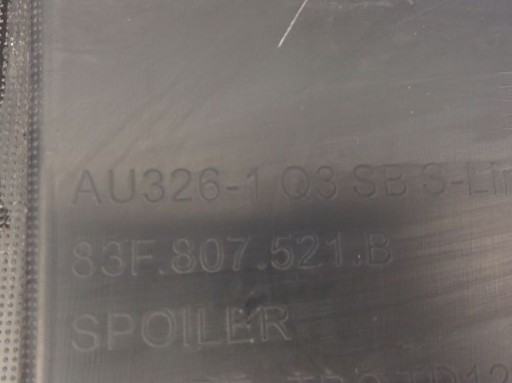 AU326-1 Q3 SB S-Lin
83F.807.521.B
SPOILER